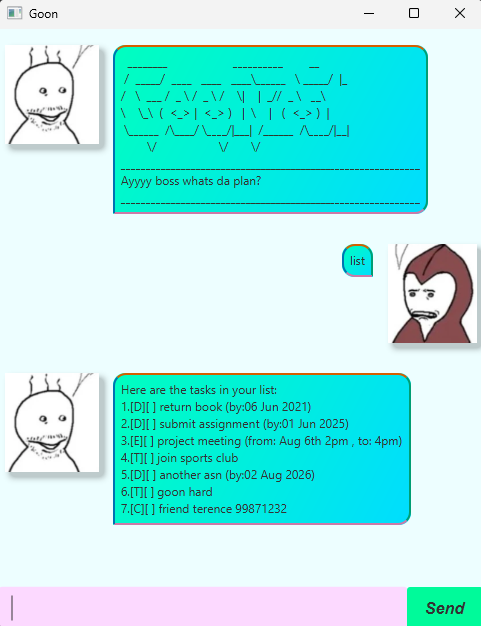 Goon
Ayyyy boss whats da plan?
list
Here are the tasks in your list:
1.[D][ ] return book (by:06 Jun 2021)
2.[D][ ] submit assignment (by:01 Jun 2025)
3.[E][ ] project meeting (from: Aug 6th 2pm , to: 4pm)
4.[T][ ] join sports club
5.[D][ ] another asn (by:02 Aug 2026)
6.[T][ ] goon hard
7.[C][ ] friend terence 99871232
Send